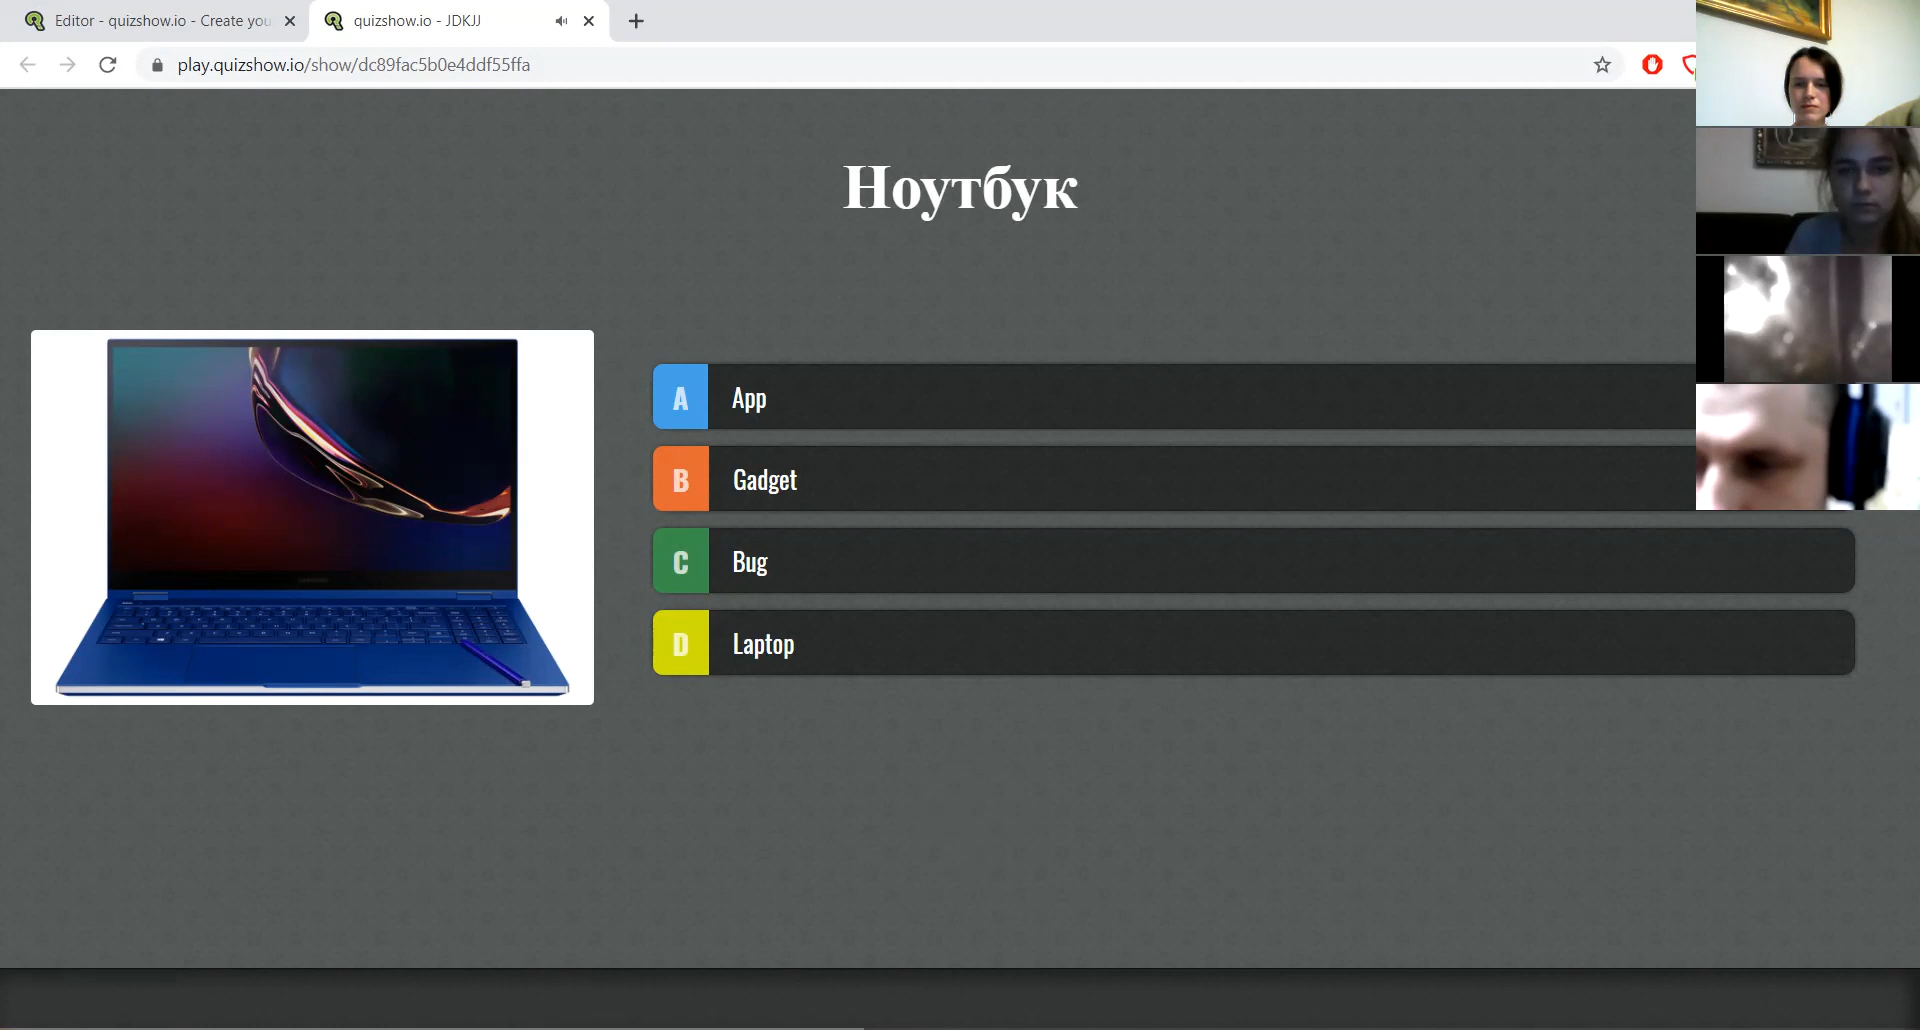 Editor - quizshow.io - Create you
quizshow.io - JDKJJ
play.quizshow.io/show/dc89fac5b0e4ddf55ffa
Ноутбук
A App
B Gadget
C Bug
D Laptop